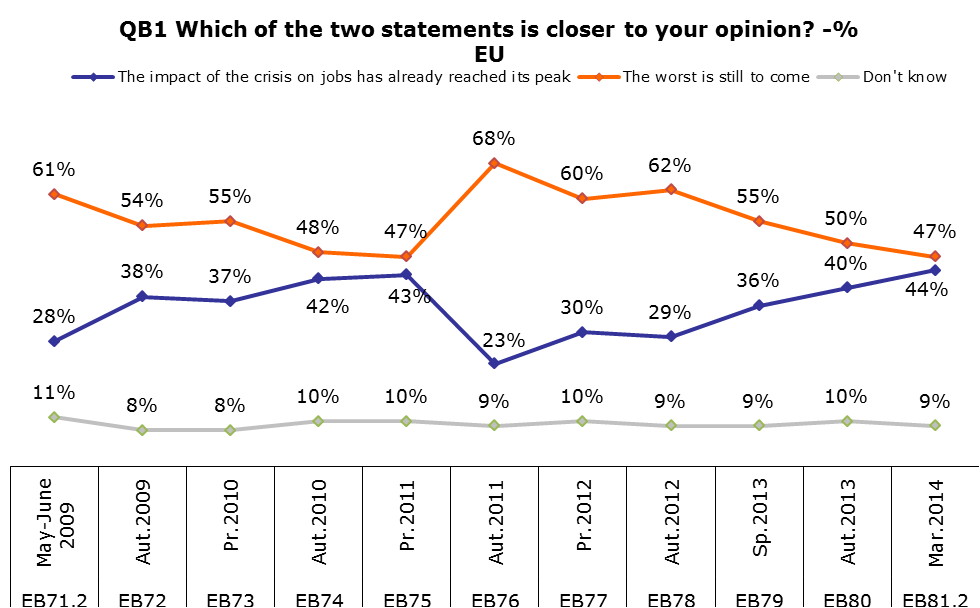 QB1 Which of the two statements is closer to your opinion? -%
EU
The impact of the crisis on jobs has already reached its peak The worst is still to come Don't know
61% 54% 55% 48% 47% 68% 60% 62% 55% 50% 47%
28% 38% 37% 42% 43% 23% 30% 29% 36% 40% 44%
11% 8% 8% 10% 10% 9% 10% 9% 9% 10% 9%
May-June 2009 Aut.2009 Pr.2010 Aut.2010 Pr.2011 Aut.2011 Pr.2012 Aut.2012 Sp.2013 Aut.2013 Mar.2014
EB71.2 EB72 EB73 EB74 EB75 EB76 EB77 EB78 EB79 EB80 EB81.2